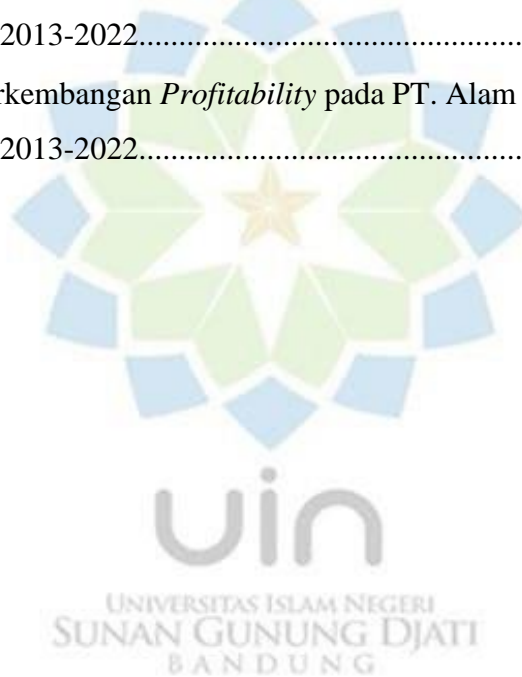 2013-2022..................................................
rkembangan Profitability pada PT. Alam
2013-2022..................................................
uin
UNIVERSITAS ISLAM NEGERI
SUNAN GUNUNG DJATI
BANDUNG